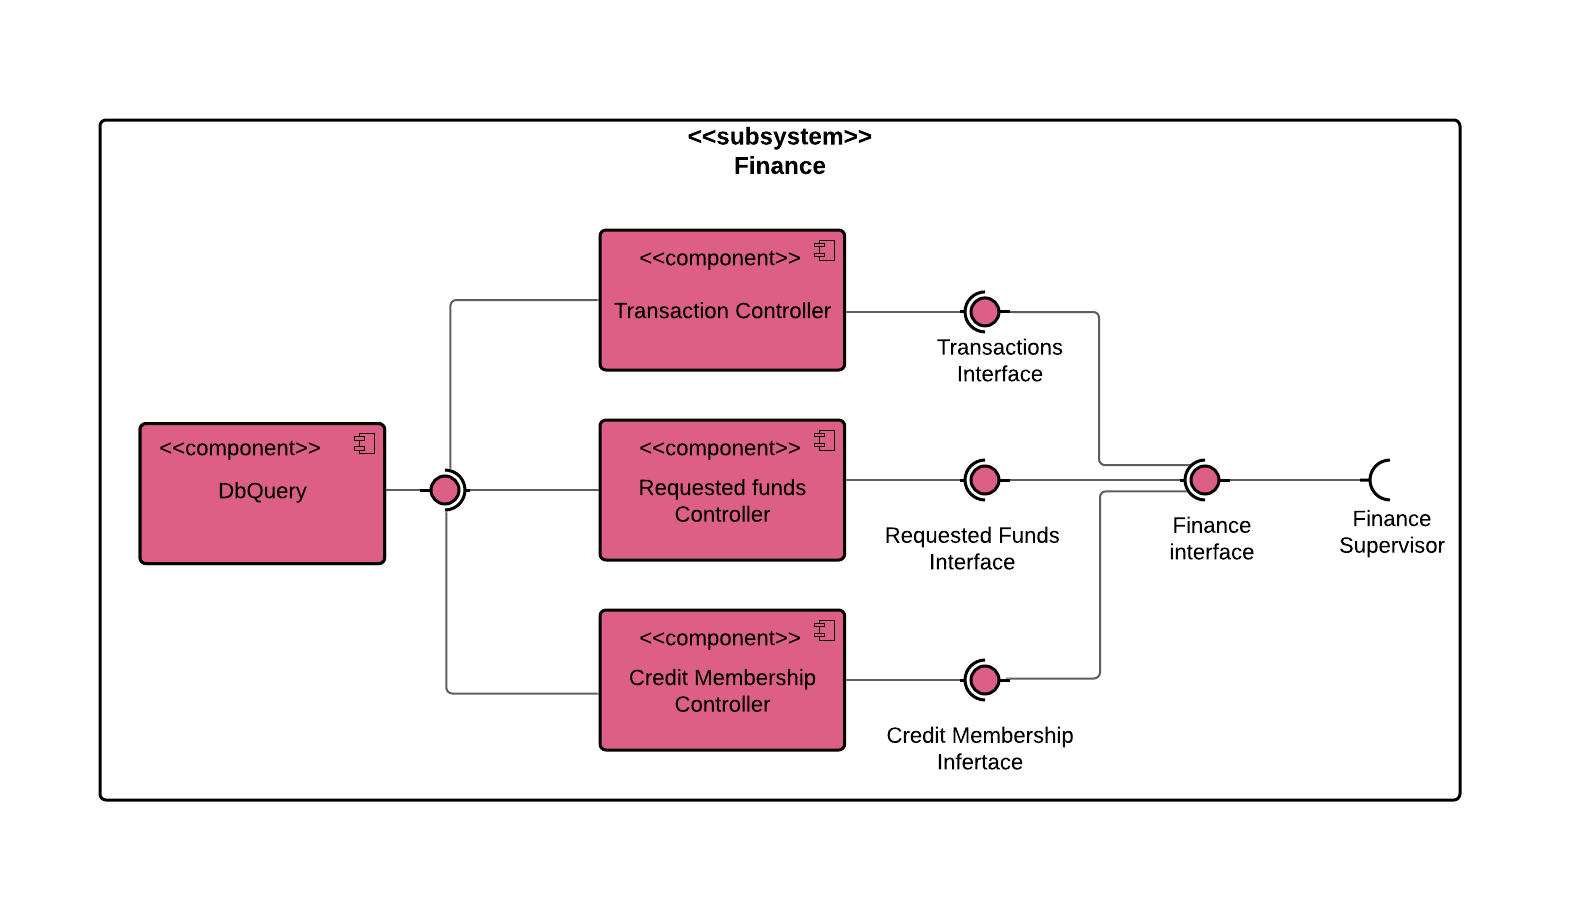 <<subsystem>>
Finance
<<component>>
Transaction Controller
Transactions
Interface
<<component>>
DbQuery
<<component>>
Requested funds
Controller
Requested Funds
Interface
Finance
interface
Finance
Supervisor
<<component>>
Credit Membership
Controller
Credit Membership
Infertace